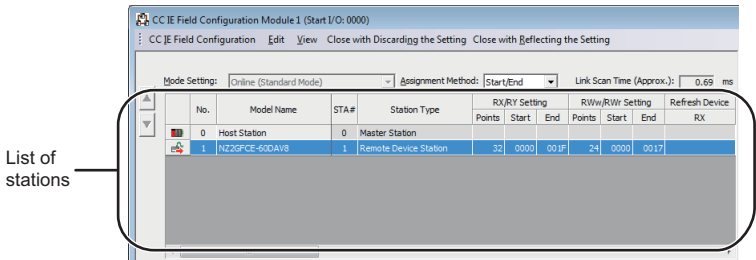 CC IE Field Configuration Module 1 (Start I/O: 0000)
CC IE Field Configuration Edit View Close with Discarding the Setting Close with Reflecting the Setting
Mode Setting: Online (Standard Mode) Assignment Method: Start/End Link Scan Time (Approx.): 0.69 ms
No. Model Name STA# Station Type RX/RY Setting RWw/RWr Setting Refresh Device
Points Start End Points Start End RX
0 Host Station 0 Master Station
1 NZ2GFCE-60DAV8 1 Remote Device Station 32 0000 001F 24 0000 0017
List of
stations